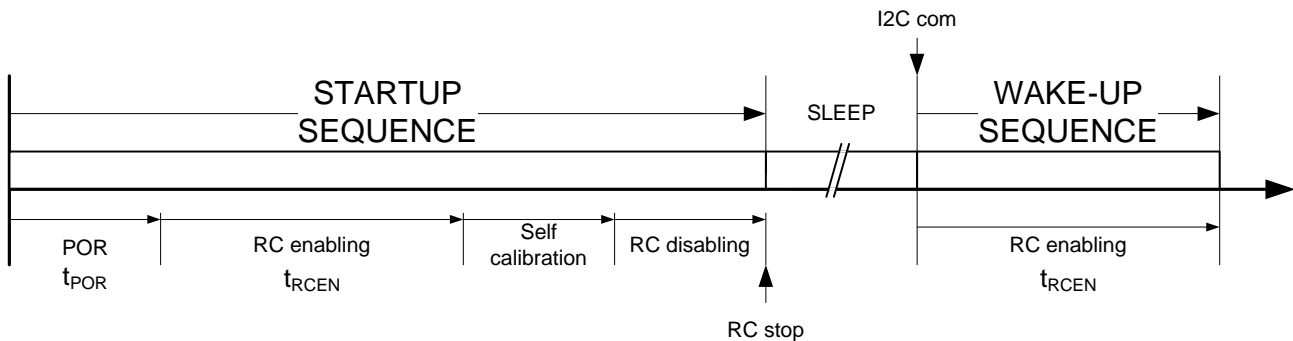 I2C com
STARTUP
SEQUENCE
SLEEP
WAKE-UP
SEQUENCE
POR
tPOR
RC enabling
tRCEN
Self
calibration
RC disabling
RC enabling
tRCEN
RC stop